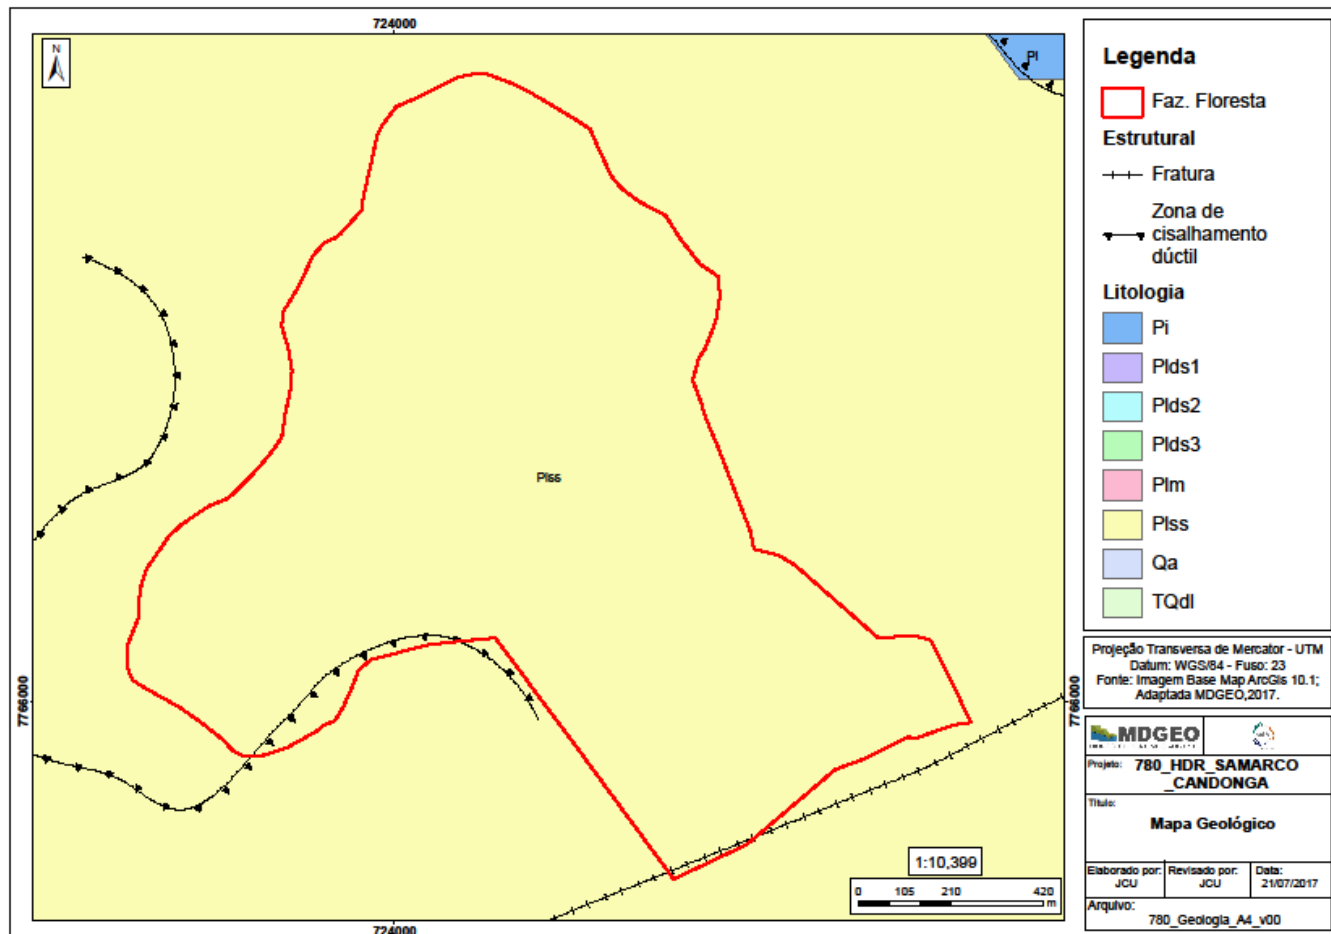 724000
N
Pl
Plss
7766000
7766000
1:10,399
0 105 210 420
m
724000
Legenda
Faz. Floresta
Estrutural
Fratura
Zona de
cisalhamento
dúctil
Litologia
Pi
Plds1
Plds2
Plds3
Plm
Plss
Qa
TQdl
Projeção Transversa de Mercator - UTM
Datum: WGS/84 - Fuso: 23
Fonte: Imagem Base Map ArcGis 10.1;
Adaptada MDGEO,2017.
MDGEO
Projeto: 780_HDR_SAMARCO
_CANDONGA
Título:
Mapa Geológico
Elaborado por: Revisado por: Data:
JCU JCU 21/07/2017
Arquivo:
780_Geologia_A4_v00